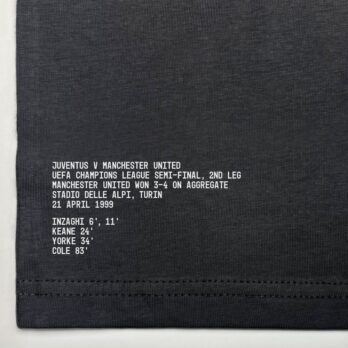 JUVENTUS V MANCHESTER UNITED
UEFA CHAMPIONS LEAGUE SEMI-FINAL, 2ND LEG
MANCHESTER UNITED WON 3-4 ON AGGREGATE
STADIO DELLE ALPI, TURIN
21 APRIL 1999
INZAGHI 6', 11'
KEANE 24'
YORKE 34'
COLE 83'